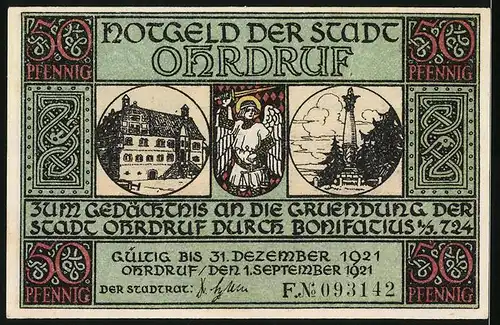 50 PFENNIG
NOTGELD DER STADT
OHRDRUF
50 PFENNIG
ZUM GEDÄCHTNIS AN DIE GRUENDUNG DER
STADT OHRDRUF DURCH BONIFATIUS 724
50 PFENNIG
GÜLTIG BIS 31. DEZEMBER 1921
OHRDRUF/DEN 1. SEPTEMBER 1921
DER STADTRAT:
F.No 093142
50 PFENNIG